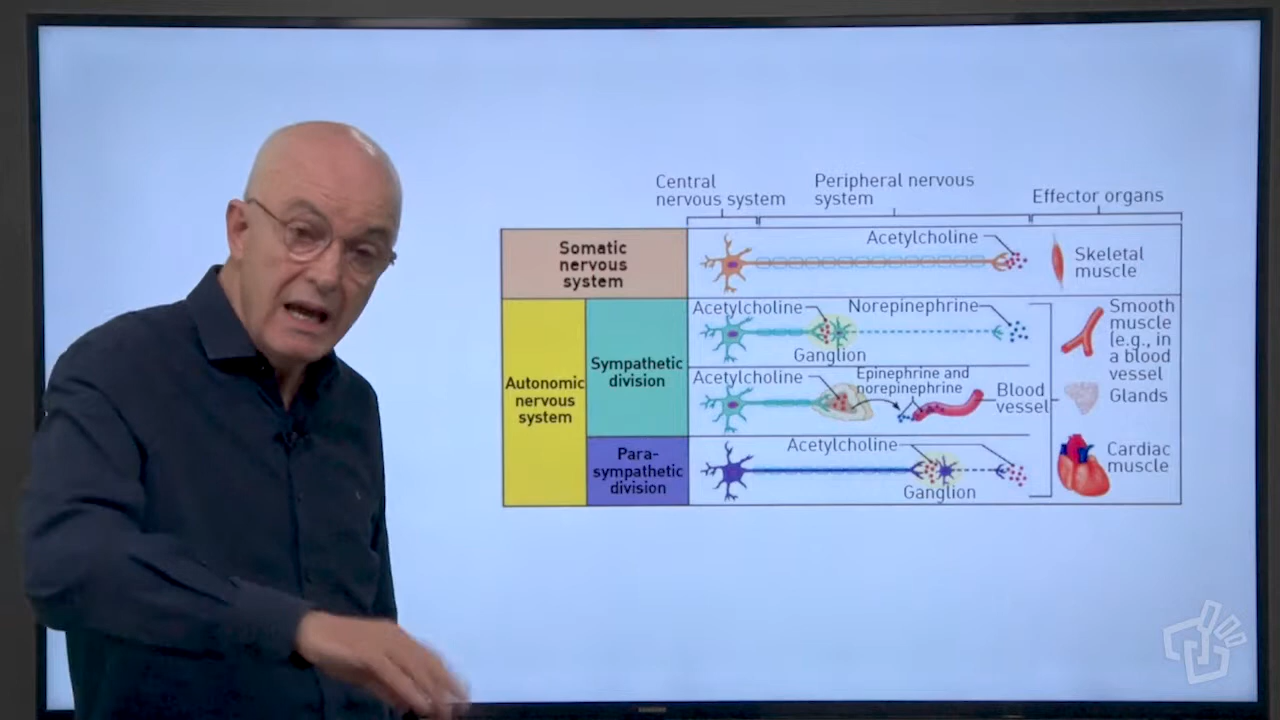 Central
nervous system
Peripheral nervous
system
Effector organs
Somatic
nervous
system
Acetylcholine
Skeletal
muscle
Autonomic
nervous
system
Sympathetic
division
Acetylcholine
Norepinephrine
Ganglion
Acetylcholine
Epinephrine and
norepinephrine
Blood
vessel
Para-
sympathetic
division
Acetylcholine
Ganglion
Smooth
muscle
(e.g., in
a blood
vessel
Glands
Cardiac
muscle